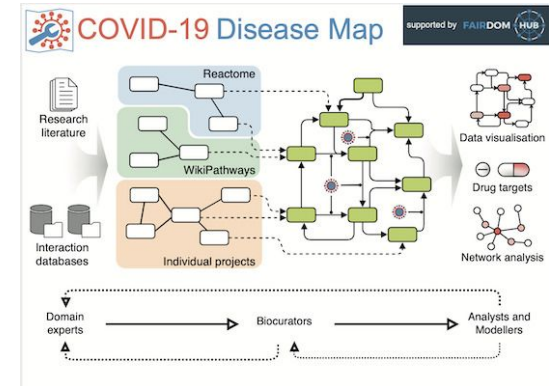 COVID-19 Disease Map
supported by FAIRDOM HUB
Research
literature
Interaction
databases
Reactome
WikiPathways
Individual projects
Data visualisation
Drug targets
Network analysis
Domain
experts
Biocurators
Analysts and
Modellers